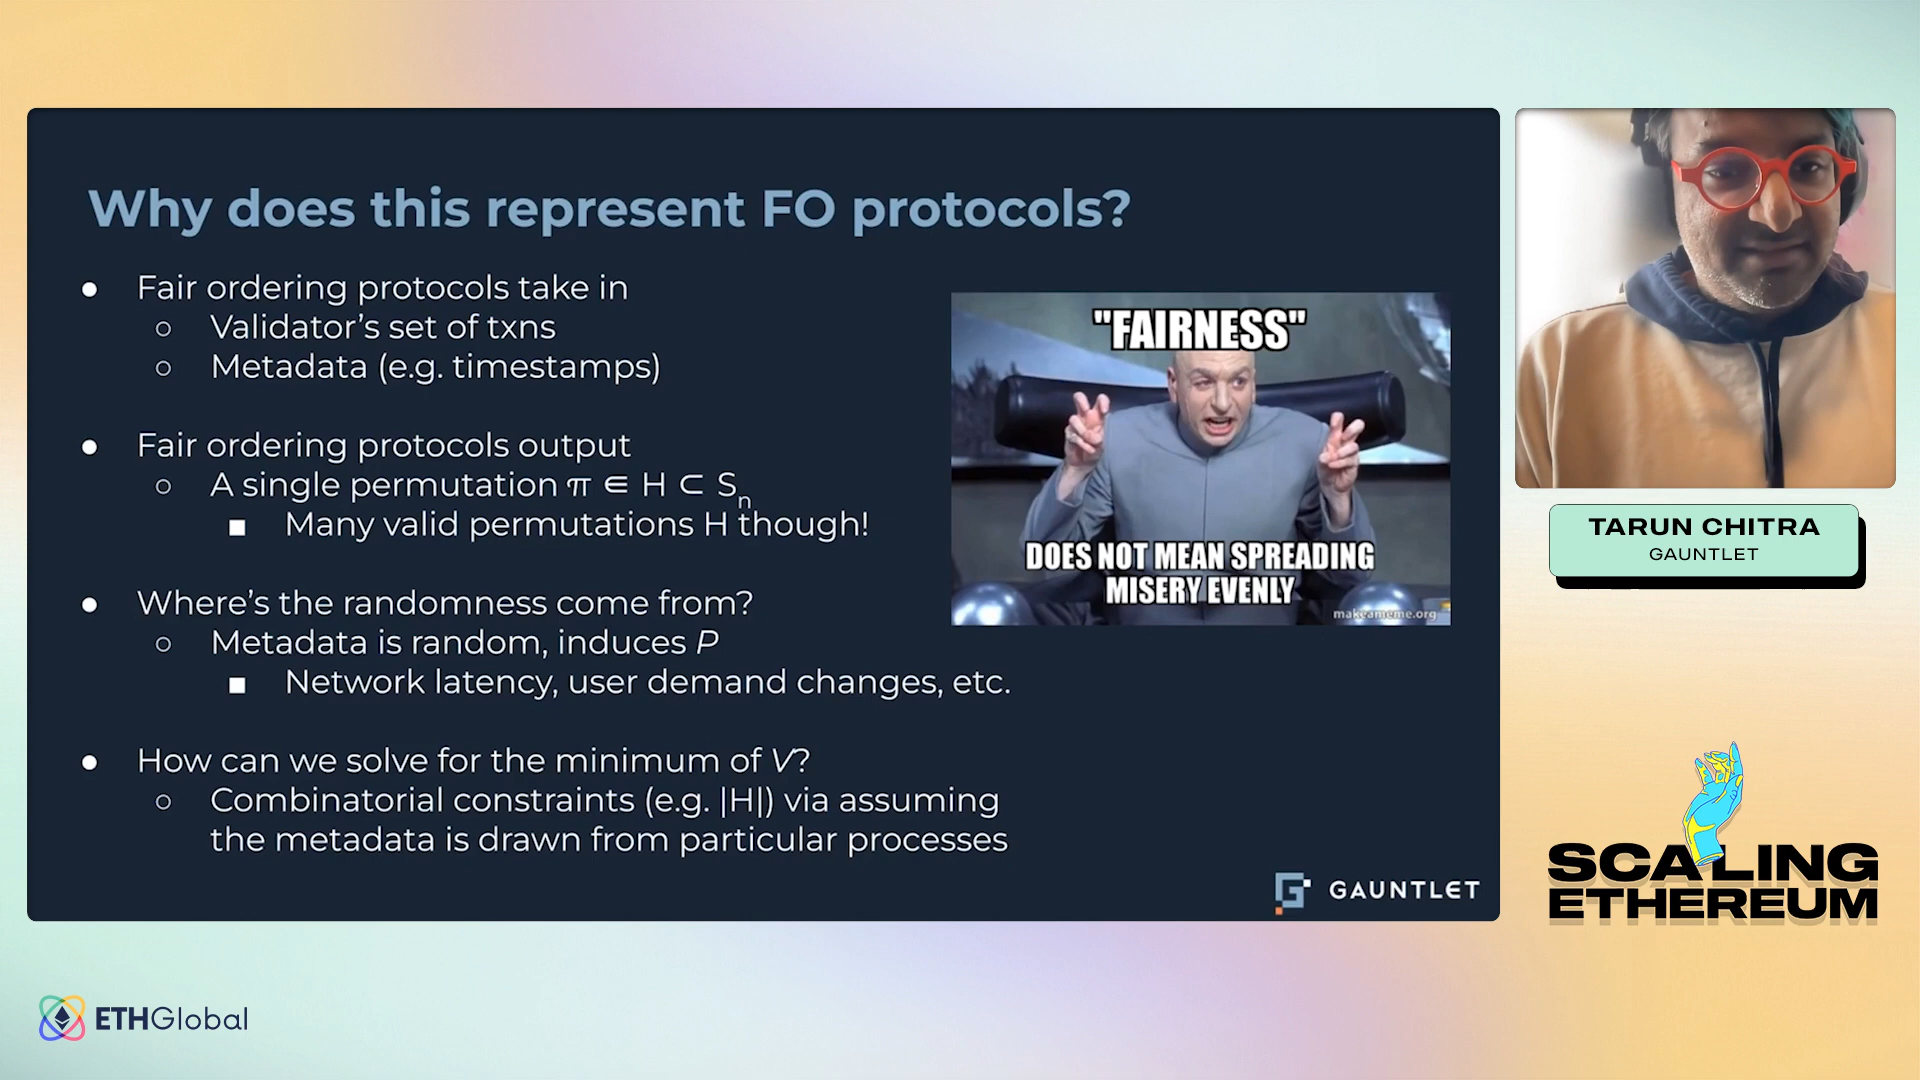 Why does this represent FO protocols?
● Fair ordering protocols take in
○ Validator's set of txns
○ Metadata (e.g. timestamps)
● Fair ordering protocols output
○ A single permutation π ∈ H ⊂ Sn
■ Many valid permutations H though!
● Where's the randomness come from?
○ Metadata is random, induces P
■ Network latency, user demand changes, etc.
● How can we solve for the minimum of V?
○ Combinatorial constraints (e.g. |H|) via assuming
the metadata is drawn from particular processes
"FAIRNESS"
DOES NOT MEAN SPREADING
MISERY EVENLY
makeameme.org
GAUNTLET
TARUN CHITRA
GAUNTLET
SCALING
ETHEREUM
ETHGlobal